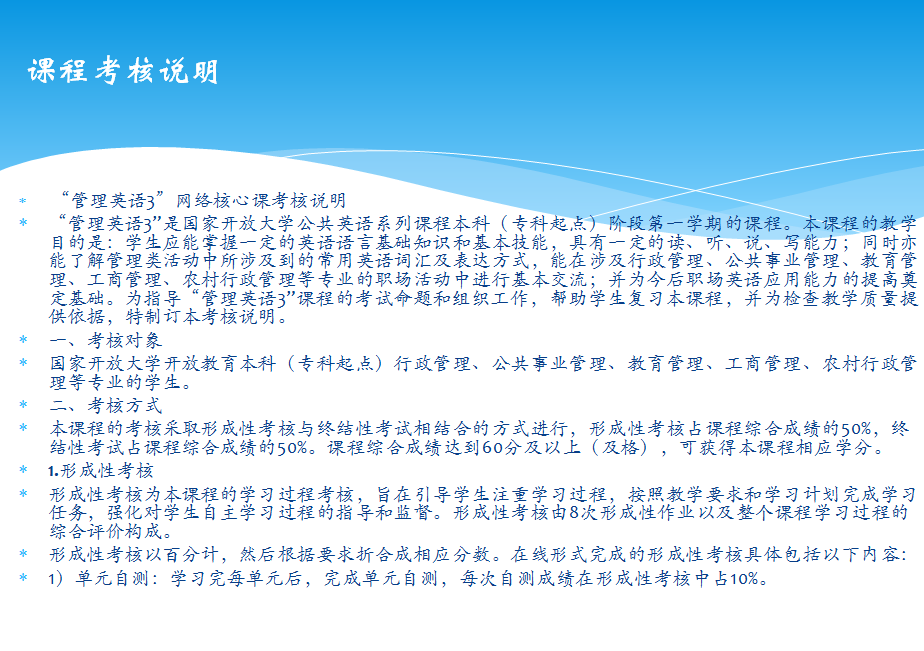 课程考核说明
* “管理英语3”网络核心课考核说明
* “管理英语3”是国家开放大学公共英语系列课程本科（专科起点）阶段第一学期的课程。本课程的教学
目的是：学生应能掌握一定的英语语言基础知识和基本技能，具有一定的读、听、说、写能力；同时亦
能了解管理类活动中所涉及到的常用英语词汇及表达方式，能在涉及行政管理、公共事业管理、教育管
理、工商管理、农村行政管理等专业的职场活动中进行基本交流；并为今后职场英语应用能力的提高奠
定基础。为指导“管理英语3”课程的考试命题和组织工作，帮助学生复习本课程，并为检查教学质量提
供依据，特制订本考核说明。
* 一、考核对象
* 国家开放大学开放教育本科（专科起点）行政管理、公共事业管理、教育管理、工商管理、农村行政管
理等专业的学生。
* 二、考核方式
* 本课程的考核采取形成性考核与终结性考试相结合的方式进行，形成性考核占课程综合成绩的50%，终
结性考试占课程综合成绩的50%。课程综合成绩达到60分及以上（及格），可获得本课程相应学分。
* 1.形成性考核
* 形成性考核为本课程的学习过程考核，旨在引导学生注重学习过程，按照教学要求和学习计划完成学习
任务，强化对学生自主学习过程的指导和监督。形成性考核由8次形成性作业以及整个课程学习过程的
综合评价构成。
* 形成性考核以百分计，然后根据要求折合成相应分数。在线形式完成的形成性考核具体包括以下内容：
* 1）单元自测：学习完每单元后，完成单元自测，每次自测成绩在形成性考核中占10%。